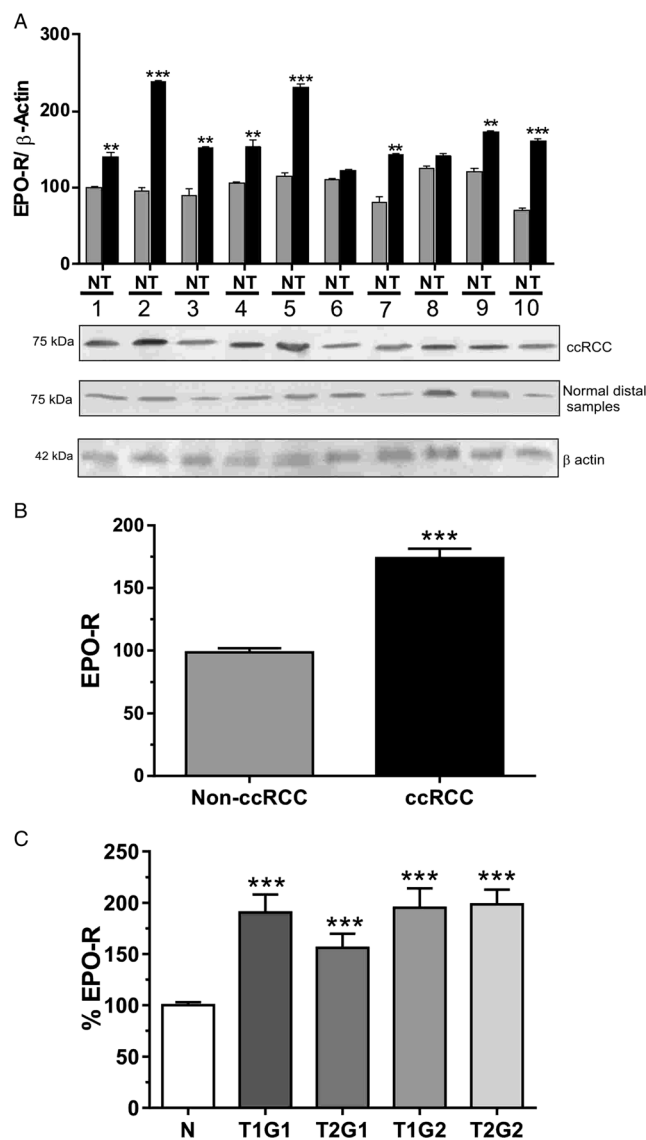 A
EPO-R/ β-Actin
300
200
100
0
** *** ** ** *** ** ** ***
NT NT NT NT NT NT NT NT NT NT
1 2 3 4 5 6 7 8 9 10
75 kDa ccRCC
75 kDa Normal distal
samples
42 kDa β actin
B
EPO-R
200
150
100
50
0
***
Non-ccRCC ccRCC
C
% EPO-R
250
200
150
100
50
0
*** *** *** ***
N T1G1 T2G1 T1G2 T2G2